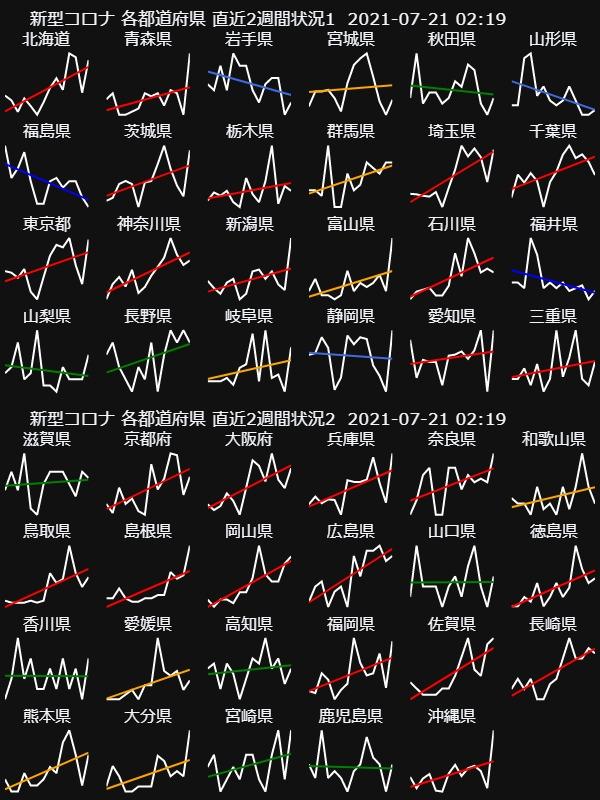 新型コロナ 各都道府県 直近2週間状況1 2021-07-21 02:19
北海道 青森県 岩手県 宮城県 秋田県 山形県
福島県 茨城県 栃木県 群馬県 埼玉県 千葉県
東京都 神奈川県 新潟県 富山県 石川県 福井県
山梨県 長野県 岐阜県 静岡県 愛知県 三重県
新型コロナ 各都道府県 直近2週間状況2 2021-07-21 02:19
滋賀県 京都府 大阪府 兵庫県 奈良県 和歌山県
鳥取県 島根県 岡山県 広島県 山口県 徳島県
香川県 愛媛県 高知県 福岡県 佐賀県 長崎県
熊本県 大分県 宮崎県 鹿児島県 沖縄県